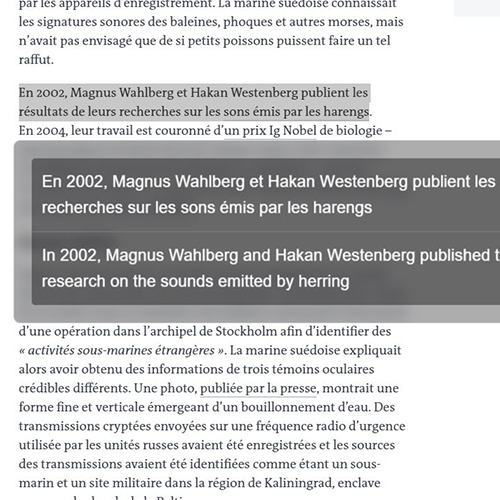 par les appareils d'enregistrement. La marine suédoise connaissait
les signatures sonores des baleines, phoques et autres morses, mais
n'avait pas envisagé que de si petits poissons puissent faire un tel
raffut.
En 2002, Magnus Wahlberg et Hakan Westenberg publient les
résultats de leurs recherches sur les sons émis par les harengs.
En 2004, leur travail est couronné d'un prix Ig Nobel de biologie –
En 2002, Magnus Wahlberg et Hakan Westenberg publient les
recherches sur les sons émis par les harengs
In 2002, Magnus Wahlberg and Hakan Westenberg published t
research on the sounds emitted by herring
d'une opération dans l'archipel de Stockholm afin d'identifier des
« activités sous-marines étrangères ». La marine suédoise expliquait
alors avoir obtenu des informations de trois témoins oculaires
crédibles différents. Une photo, publiée par la presse, montrait une
forme fine et verticale émergeant d'un bouillonnement d'eau. Des
transmissions cryptées envoyées sur une fréquence radio d'urgence
utilisée par les unités russes avaient été enregistrées et les sources
des transmissions avaient été identifiées comme étant un sous-
marin et un site militaire dans la région de Kaliningrad, enclave